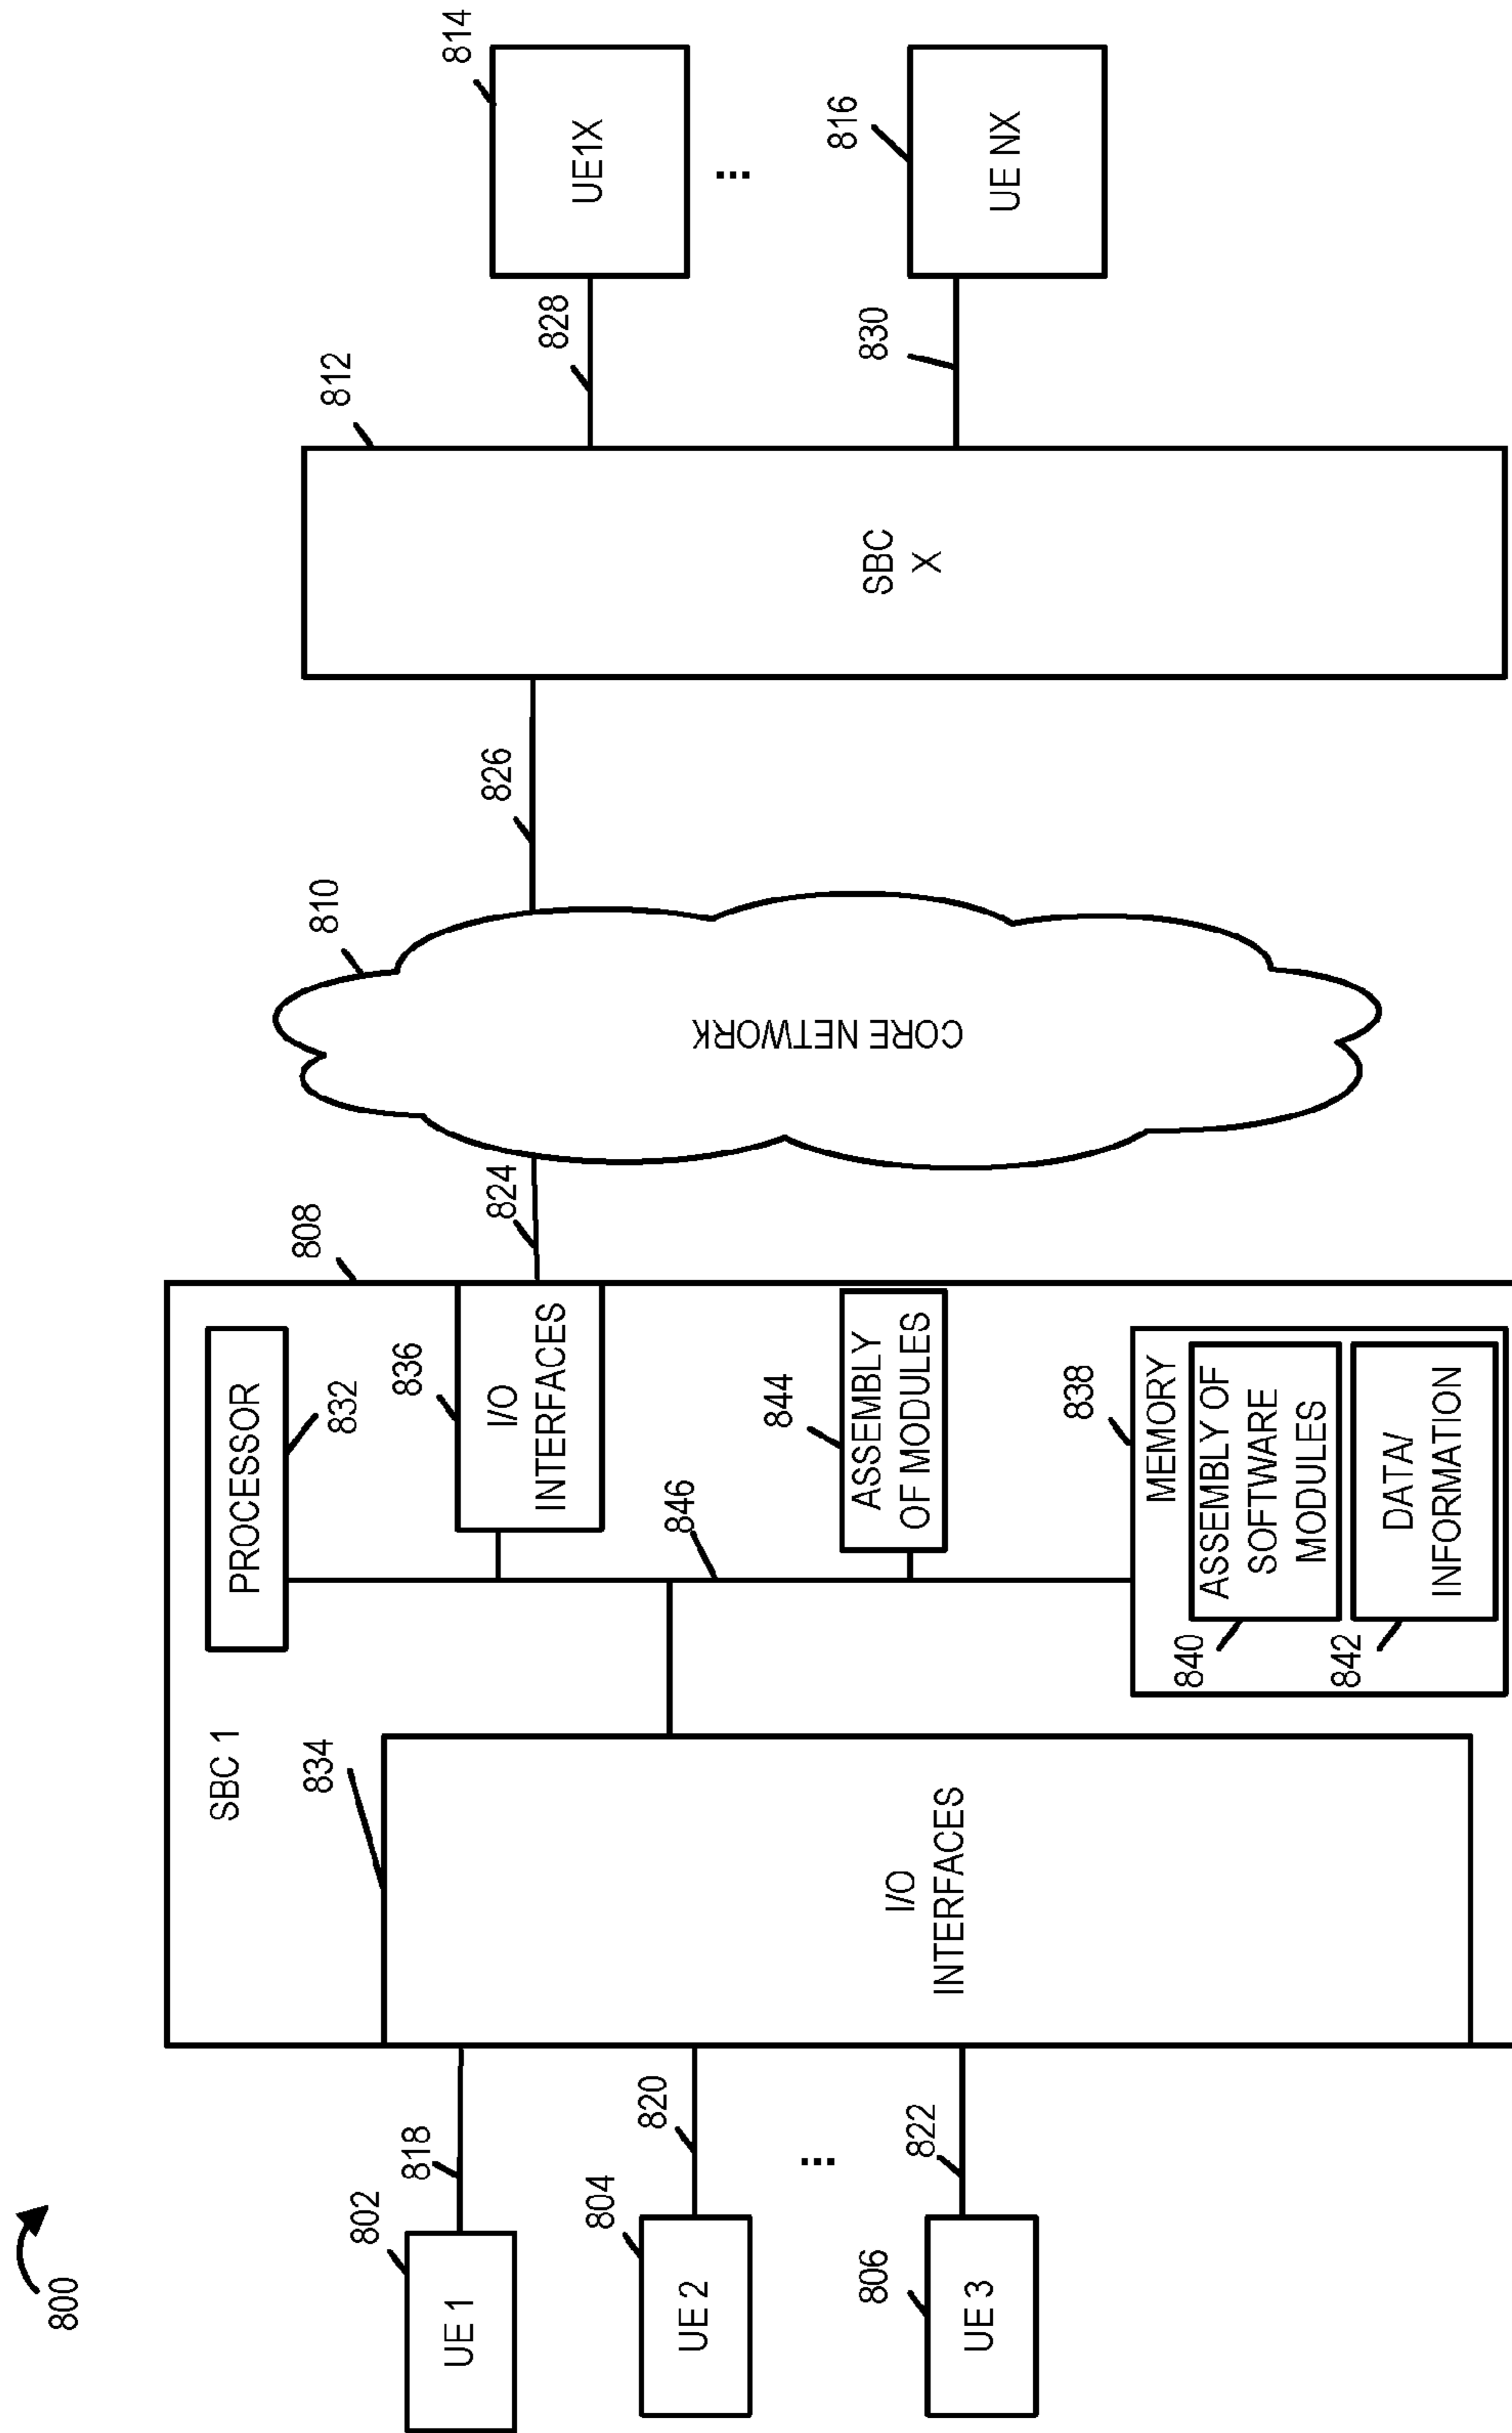 800
802
UE 1
818
804
UE 2
820
...
806
UE 3
822
808
SBC 1
834
I/O
INTERFACES
PROCESSOR
832
836
I/O
INTERFACES
846
844
ASSEMBLY
OF MODULES
838
MEMORY
ASSEMBLY OF
SOFTWARE
MODULES
840
DATA/
INFORMATION
842
824
810
CORE NETWORK
826
812
SBC
X
828
814
UE1X
...
830
816
UE NX